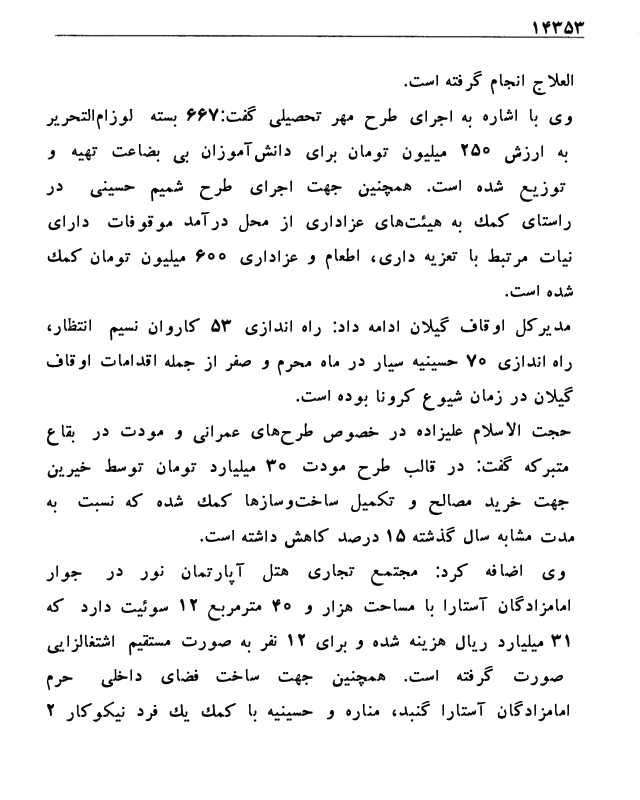 ۱۴۳۵۳
العلاج انجام گرفته است.
وی با اشاره به اجرای طرح مهر تحصیلی گفت:۶۶۷ بسته لوزام‌التحریر
به ارزش ۲۵۰ میلیون تومان برای دانش‌آموزان بی بضاعت تهیه و
توزیع شده است. همچنین جهت اجرای طرح شمیم حسینی در
راستای كمك به هیئت‌های عزاداری از محل درآمد موقوفات دارای
نیات مرتبط با تعزیه داری، اطعام و عزاداری ۶۰۰ میلیون تومان كمك
شده است.
مدیرکل اوقاف گیلان ادامه داد: راه اندازی ۵۳ کاروان نسیم انتظار،
راه اندازی ۷۰ حسینیه سیار در ماه محرم و صفر از جمله اقدامات اوقاف
گیلان در زمان شیوع کرونا بوده است.
حجت الاسلام علیزاده در خصوص طرح‌های عمرانی و مودت در بقاع
متبرکه گفت: در قالب طرح مودت ۳۰ میلیارد تومان توسط خیرین
جهت خرید مصالح و تکمیل ساخت‌وسازها كمك شده که نسبت به
مدت مشابه سال گذشته ۱۵ درصد کاهش داشته است.
وی اضافه کرد: مجتمع تجاری هتل آپارتمان نور در جوار
امامزادگان آستارا با مساحت هزار و ۴۰ مترمربع ۱۲ سوئیت دارد که
۳۱ میلیارد ریال هزینه شده و برای ۱۲ نفر به صورت مستقیم اشتغالزایی
صورت گرفته است. همچنین جهت ساخت فضای داخلی حرم
امامزادگان آستارا گنبد، مناره و حسینیه با كمك يك فرد نیکوکار ۲